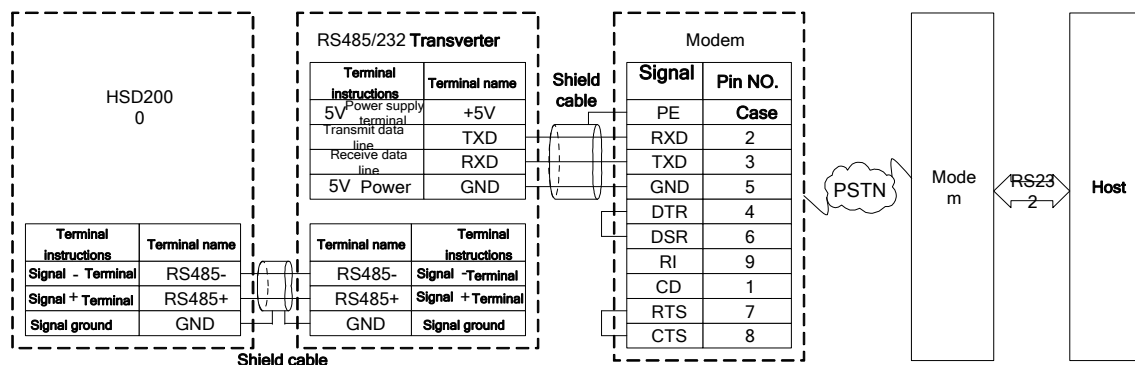 HSD200
0
RS485/232 Transverter
Terminal
instructions
Terminal name
5V Power supply
terminal
+5V
Transmit data
line
TXD
Receive data
line
RXD
5V Power
GND
Shield
cable
Modem
Signal
Pin NO.
PE
Case
RXD
2
TXD
3
GND
5
DTR
4
DSR
6
RI
9
CD
1
RTS
7
CTS
8
PSTN
Mode
m
RS23
2
Host
Terminal
instructions
Terminal name
Signal - Terminal
RS485-
Signal + Terminal
RS485+
Signal ground
GND
Terminal name
Terminal
instructions
RS485-
Signal -Terminal
RS485+
Signal +Terminal
GND
Signal ground
Shield cable